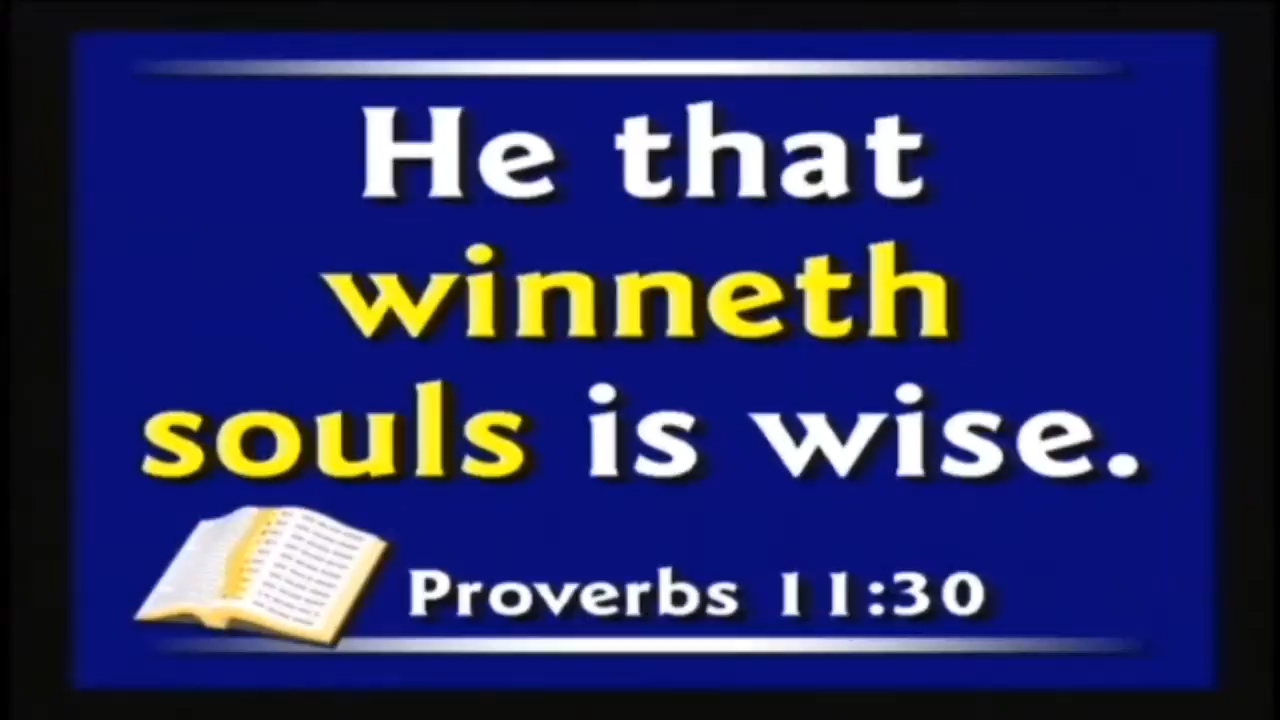 He that
winneth
souls is wise.
Proverbs 11:30